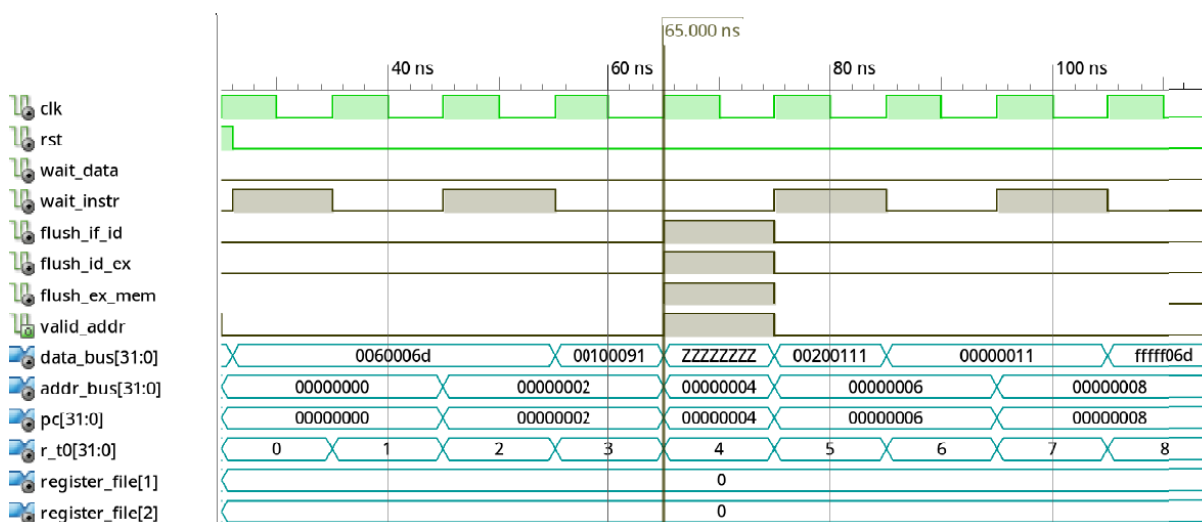 65.000 ns
40 ns 60 ns 80 ns 100 ns
clk
rst
wait_data
wait_instr
flush_if_id
flush_id_ex
flush_ex_mem
valid_addr
data_bus[31:0] 0060006d 00100091 ZZZZZZZZ 00200111 00000011 fffff06d
addr_bus[31:0] 00000000 00000002 00000004 00000006 00000008
pc[31:0] 00000000 00000002 00000004 00000006 00000008
r_t0[31:0] 0 1 2 3 4 5 6 7 8
register_file[1] 0
register_file[2] 0